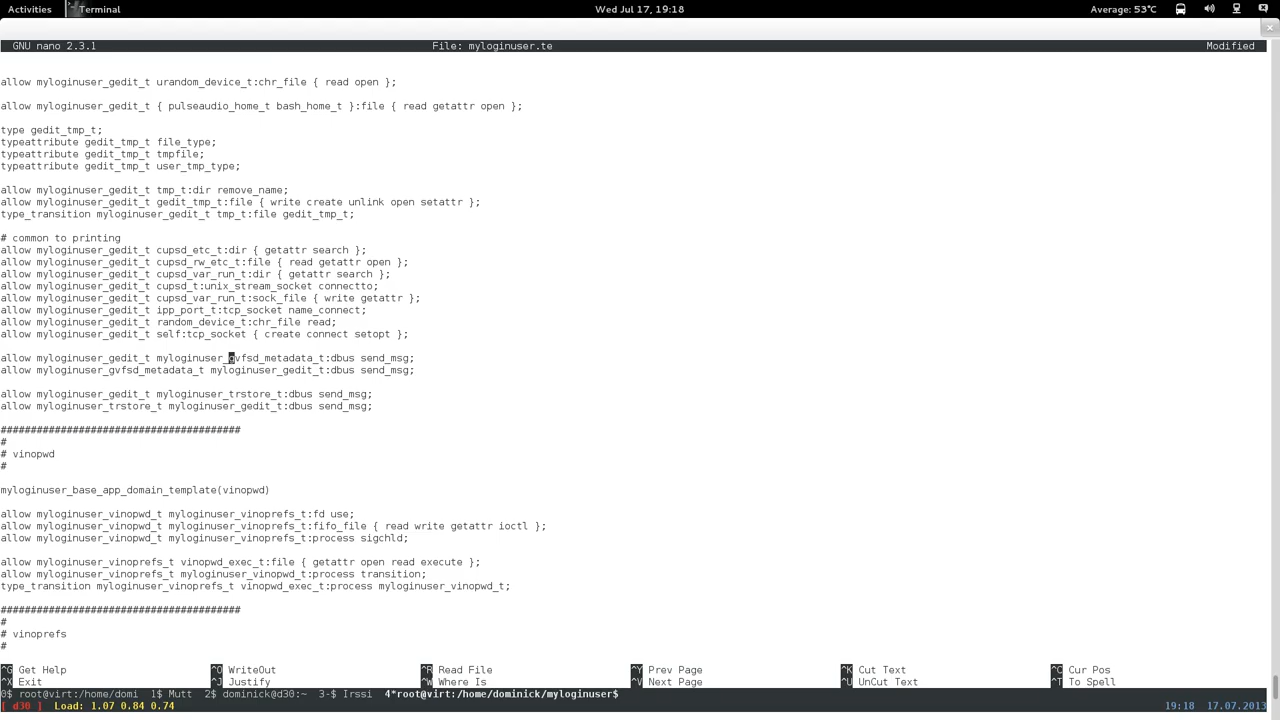 Activities Terminal Wed Jul 17, 19:18 Average: 53°C
GNU nano 2.3.1 File: myloginuser.te Modified
allow myloginuser_gedit_t urandom_device_t:chr_file { read open };
allow myloginuser_gedit_t { pulseaudio_home_t bash_home_t }:file { read getattr open };
type gedit_tmp_t;
typeattribute gedit_tmp_t file_type;
typeattribute gedit_tmp_t tmpfile;
typeattribute gedit_tmp_t user_tmp_type;
allow myloginuser_gedit_t tmp_t:dir remove_name;
allow myloginuser_gedit_t gedit_tmp_t:file { write create unlink open setattr };
type_transition myloginuser_gedit_t tmp_t:file gedit_tmp_t;
# common to printing
allow myloginuser_gedit_t cupsd_etc_t:dir { getattr search };
allow myloginuser_gedit_t cupsd_rw_etc_t:file { read getattr open };
allow myloginuser_gedit_t cupsd_var_run_t:dir { getattr search };
allow myloginuser_gedit_t cupsd_t:unix_stream_socket connectto;
allow myloginuser_gedit_t cupsd_var_run_t:sock_file { write getattr };
allow myloginuser_gedit_t ipp_port_t:tcp_socket name_connect;
allow myloginuser_gedit_t random_device_t:chr_file read;
allow myloginuser_gedit_t self:tcp_socket { create connect setopt };
allow myloginuser_gedit_t myloginuser_gvfsd_metadata_t:dbus send_msg;
allow myloginuser_gvfsd_metadata_t myloginuser_gedit_t:dbus send_msg;
allow myloginuser_gedit_t myloginuser_trstore_t:dbus send_msg;
allow myloginuser_trstore_t myloginuser_gedit_t:dbus send_msg;
########################################
#
# vinopwd
#
myloginuser_base_app_domain_template(vinopwd)
allow myloginuser_vinopwd_t myloginuser_vinoprefs_t:fd use;
allow myloginuser_vinopwd_t myloginuser_vinoprefs_t:fifo_file { read write getattr ioctl };
allow myloginuser_vinopwd_t myloginuser_vinoprefs_t:process sigchld;
allow myloginuser_vinoprefs_t vinopwd_exec_t:file { getattr open read execute };
allow myloginuser_vinoprefs_t myloginuser_vinopwd_t:process transition;
type_transition myloginuser_vinoprefs_t vinopwd_exec_t:process myloginuser_vinopwd_t;
########################################
#
# vinoprefs
#
^G Get Help ^O WriteOut ^R Read File ^Y Prev Page ^K Cut Text ^C Cur Pos
^X Exit ^J Justify ^W Where Is ^V Next Page ^U UnCut Text ^T To Spell
0$ root@virt:/home/domi 1$ Mutt 2$ dominick@d30:~ 3-$ Irssi 4*root@virt:/home/dominick/myloginuser$
[ d30 ] Load: 1.07 0.84 0.74 19:18 17.07.2013